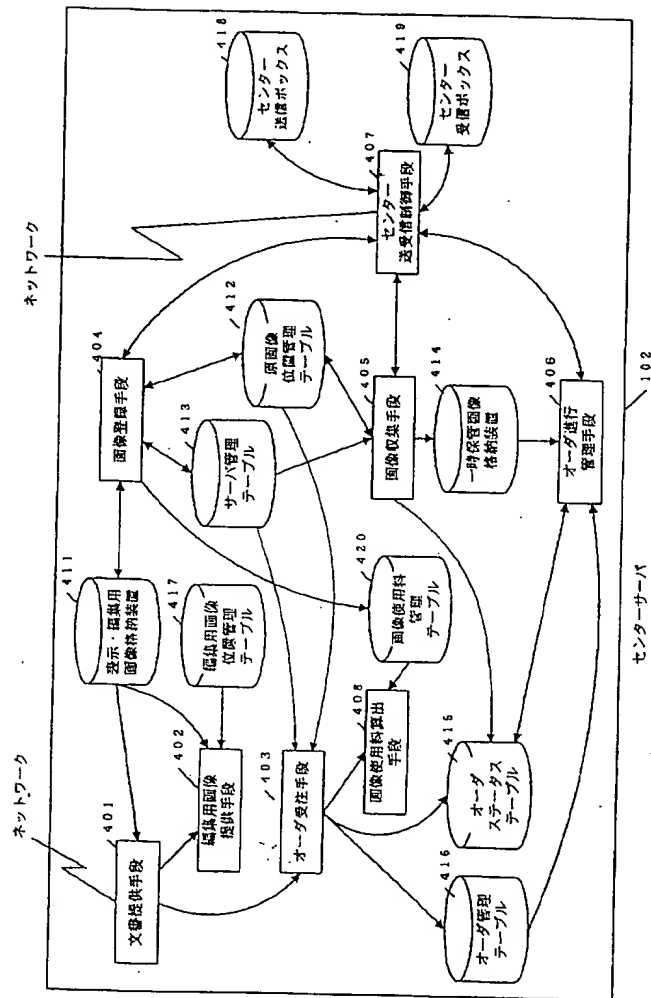 ネットワーク
401
文書提供手段
411
表示・編集用
画像格納装置
404
画像登録手段
ネットワーク
417
編集用画像
位置管理
テーブル
402
編集用画像
提供手段
413
サーバ管理
テーブル
412
原画像
位置管理
テーブル
407
センター
送受信制御手段
418
センター
送信ボックス
419
センター
受信ボックス
403
オーダ受注手段
420
画像使用料
管理
テーブル
408
画像使用料算出
手段
405
画像収集手段
414
一時保管画像
格納装置
416
オーダ管理
テーブル
415
オーダ
ステータス
テーブル
406
オーダ進行
管理手段
センターサーバ
102